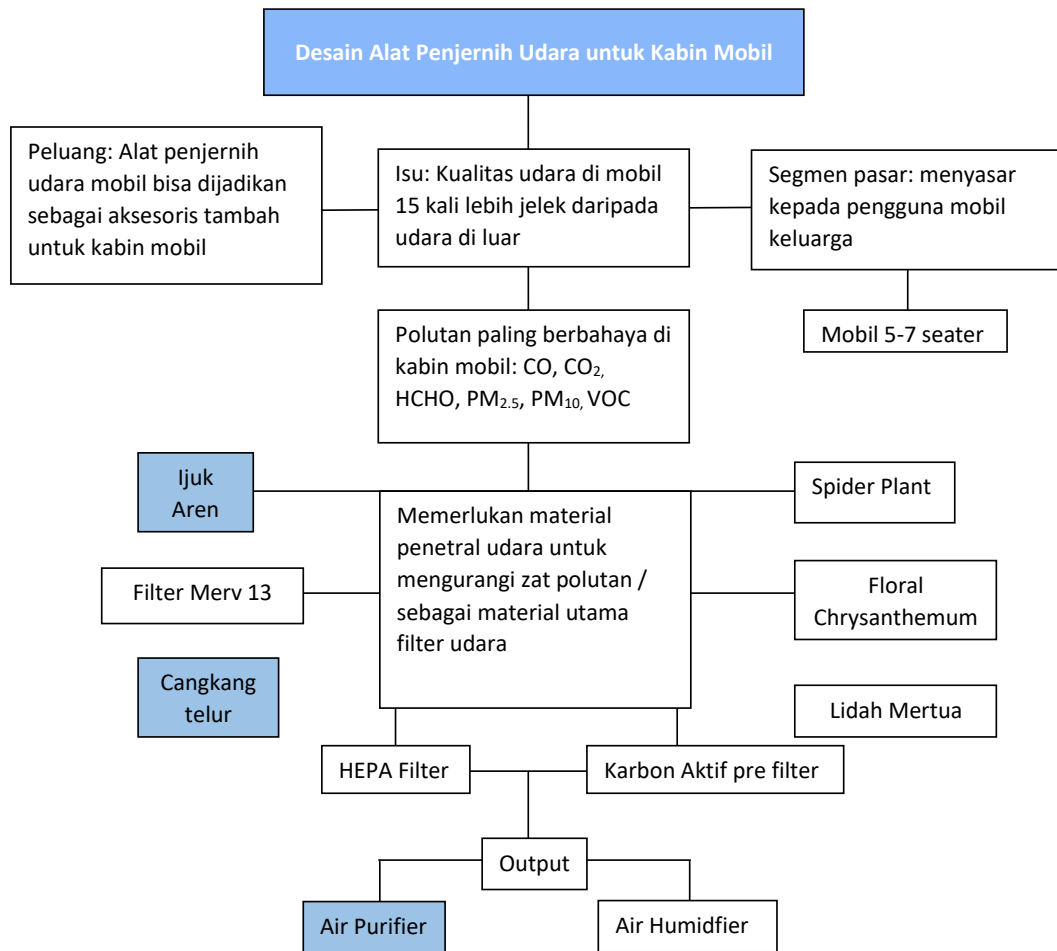 Desain Alat Penjernih Udara untuk Kabin Mobil
Peluang: Alat penjernih
udara mobil bisa dijadikan
sebagai aksesoris tambah
untuk kabin mobil
Isu: Kualitas udara di mobil
15 kali lebih jelek daripada
udara di luar
Segmen pasar: menyasar
kepada pengguna mobil
keluarga
Mobil 5-7 seater
Polutan paling berbahaya di
kabin mobil: CO, CO₂,
HCHO, PM₂.₅, PM₁₀, VOC
Ijuk
Aren
Spider Plant
Memerlukan material
penetral udara untuk
mengurangi zat polutan /
sebagai material utama
filter udara
Filter Merv 13
Floral
Chrysanthemum
Cangkang
telur
Lidah Mertua
HEPA Filter
Karbon Aktif pre filter
Output
Air Purifier
Air Humidfier